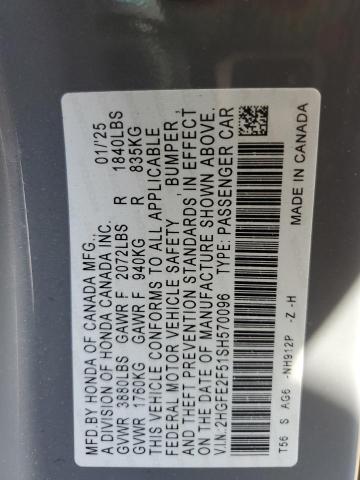 MFD.BY HONDA OF CANADA MFG.,
A DIVISION OF HONDA CANADA INC. 01/'25
GVWR 3880LBS GAWR F 2072LBS R 1840LBS
GVWR 1760KG GAWR F 940KG R 835KG
THIS VEHICLE CONFORMS TO ALL APPLICABLE
FEDERAL MOTOR VEHICLE SAFETY, BUMPER,
AND THEFT PREVENTION STANDARDS IN EFFECT
ON THE DATE OF MANUFACTURE SHOWN ABOVE.
V.I.N.:2HGFE2F51SH570096 TYPE:PASSENGER CAR
MADE IN CANADA
T56 S AG6 -NH912P -Z -H